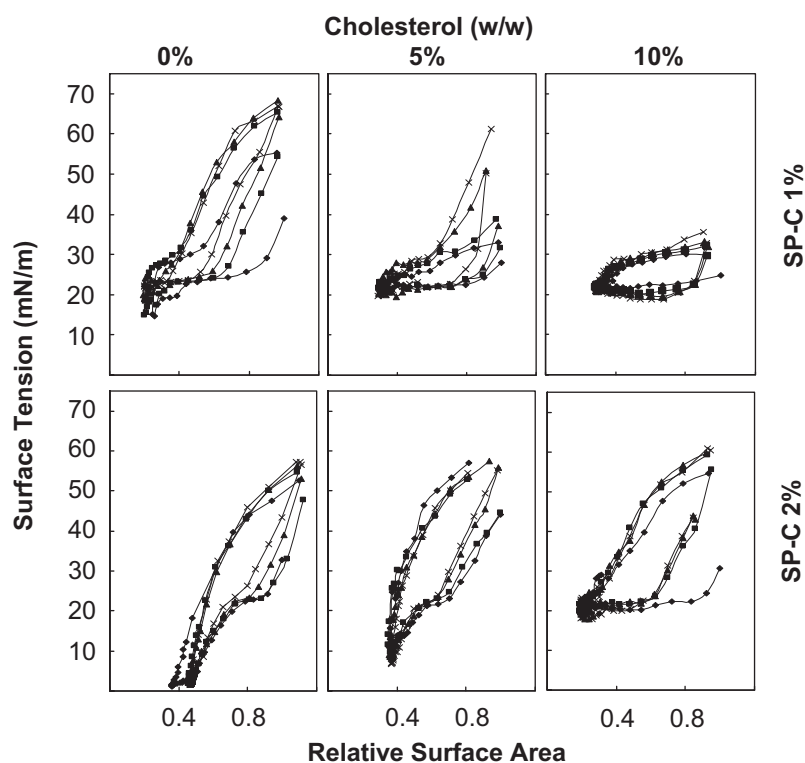 Cholesterol (w/w)
0% 5% 10%
70
60
50
40
30
20
10
SP-C 1%
70
60
50
40
30
20
10
SP-C 2%
Surface Tension (mN/m)
0.4 0.8 0.4 0.8 0.4 0.8
Relative Surface Area